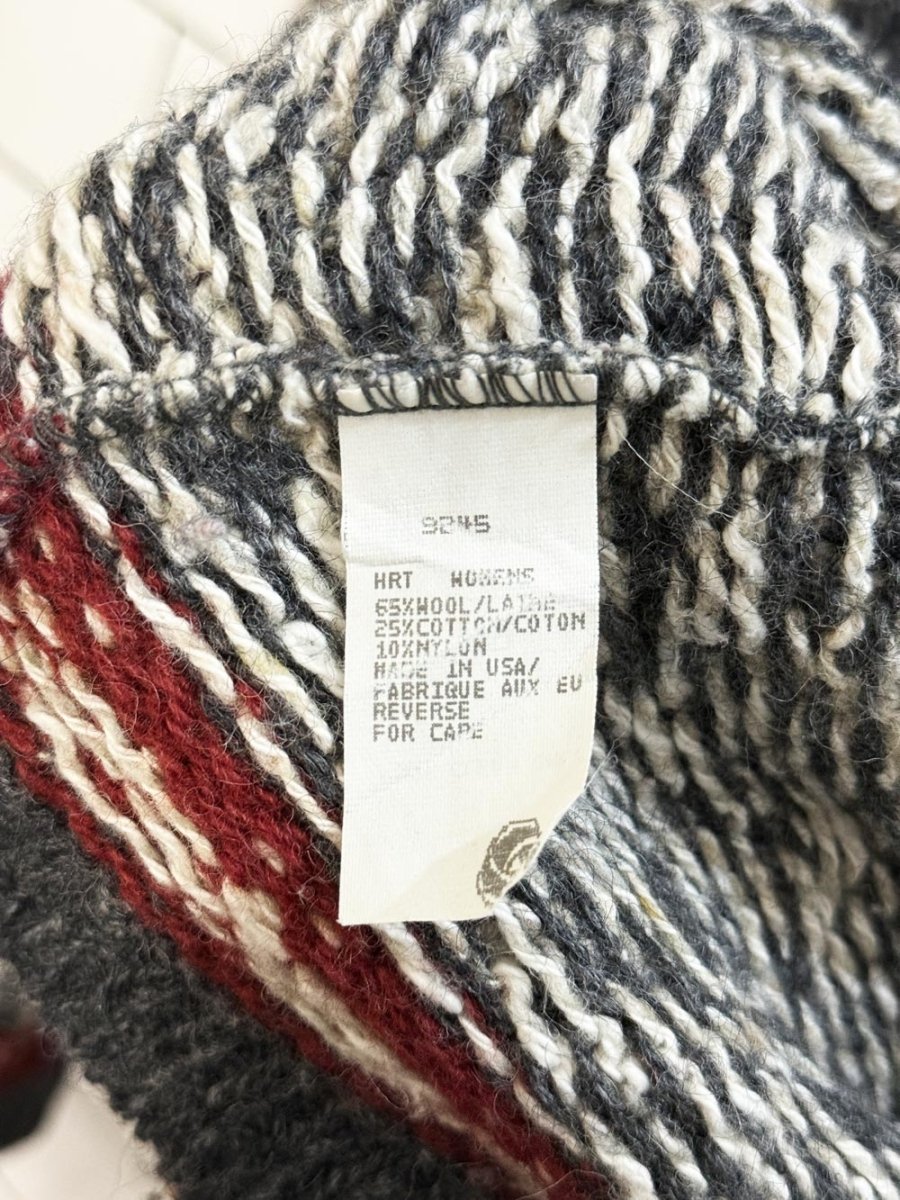 9245
HRT WOMENS
65%WOOL/LAINE
25%COTTON/COTON
10%NYLON
MADE IN USA/
FABRIQUE AUX EU
REVERSE
FOR CARE